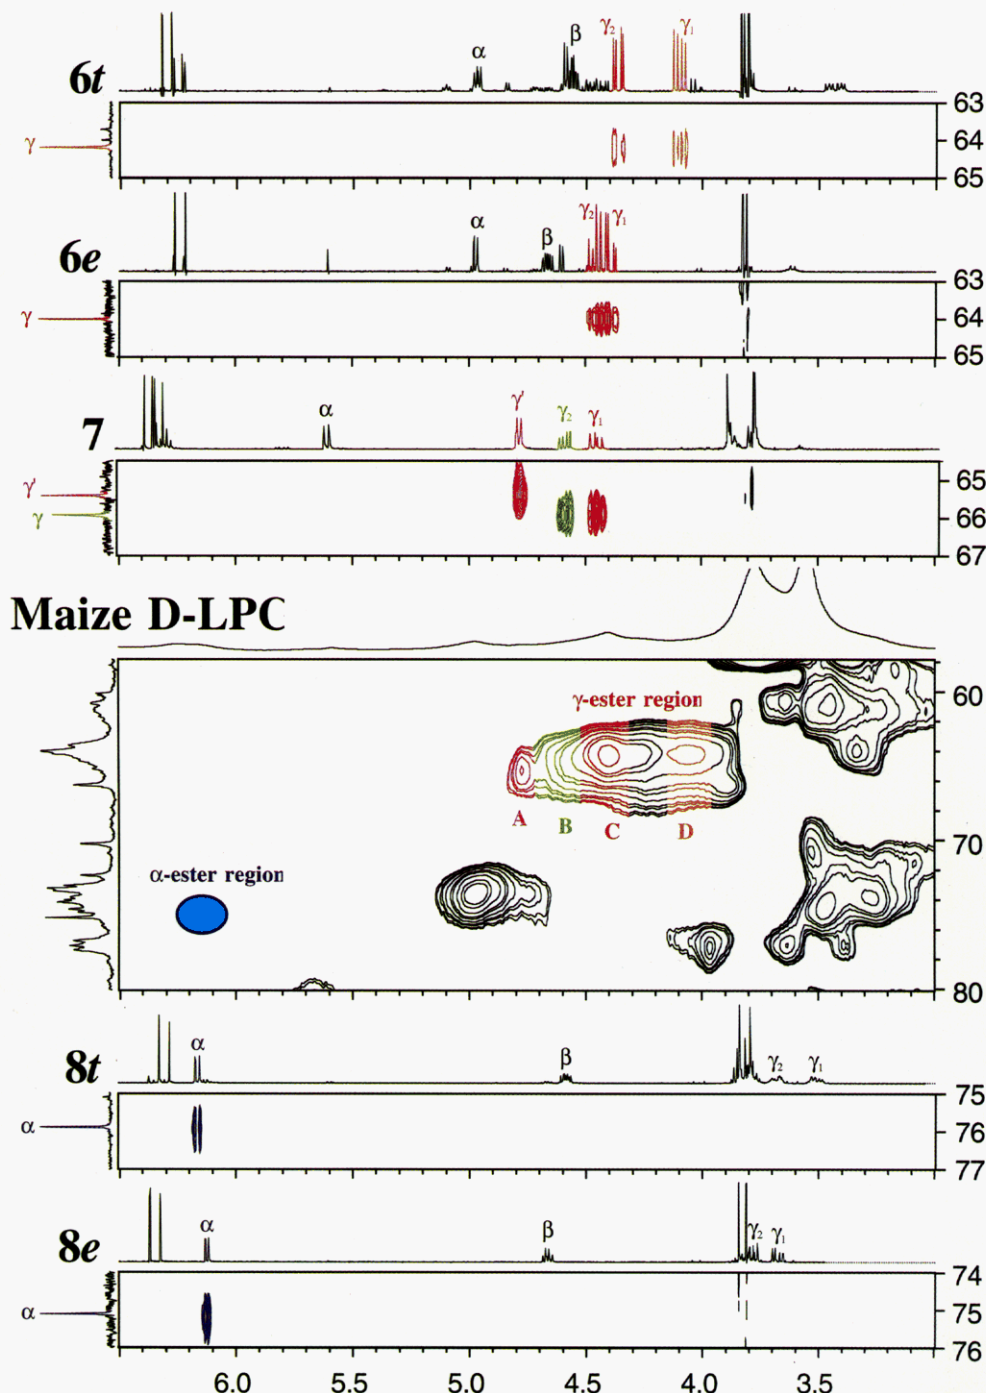 α β γ₂ γ₁
6t
63
γ 64
65
α β γ₂ γ₁
6e
63
γ 64
65
α γ' γ₂ γ₁
7
65
γ'
γ 66
67
Maize D-LPC
60
γ-ester region
A B C D
70
α-ester region
80
α β γ₂ γ₁
8t
75
α 76
77
α β γ₂ γ₁
8e
74
α 75
76
6.0 5.5 5.0 4.5 4.0 3.5